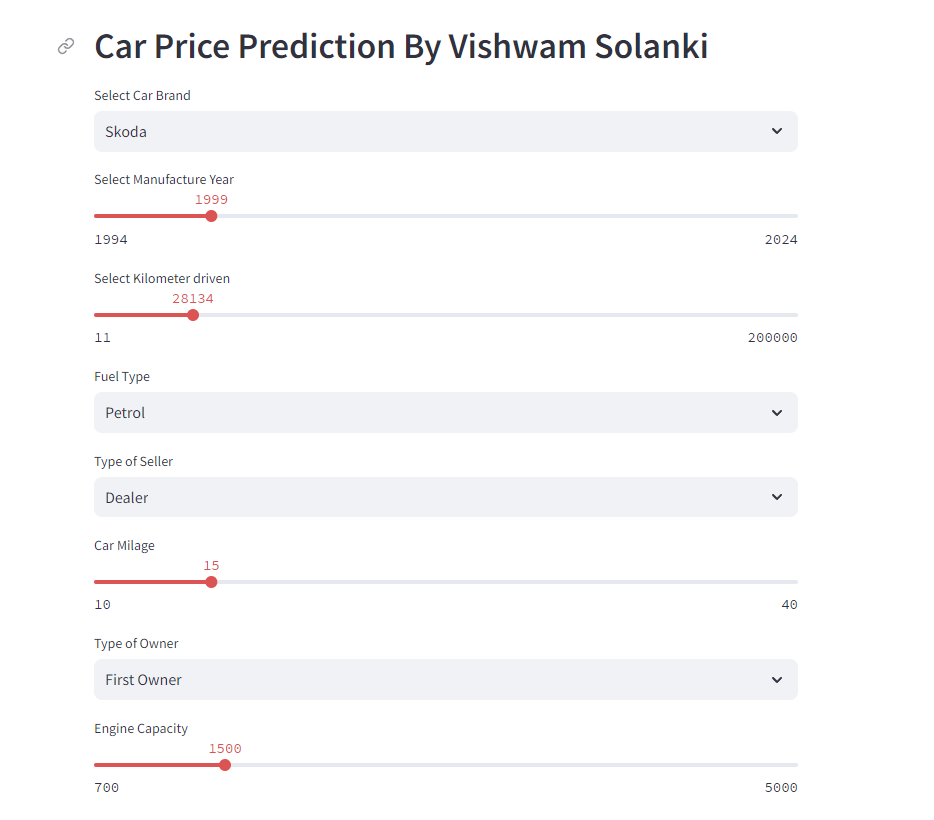 Car Price Prediction By Vishwam Solanki
Select Car Brand
Skoda
Select Manufacture Year
1999
1994 2024
Select Kilometer driven
28134
11 200000
Fuel Type
Petrol
Type of Seller
Dealer
Car Milage
15
10 40
Type of Owner
First Owner
Engine Capacity
1500
700 5000